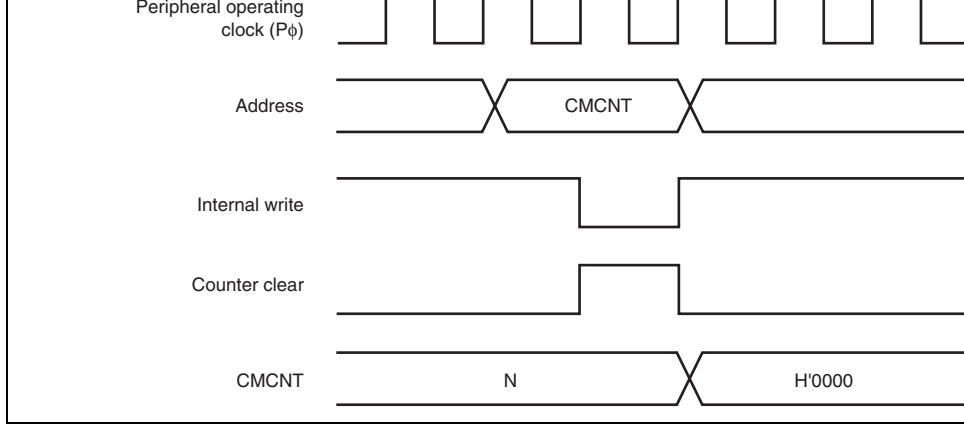 Peripheral operating
clock (Pϕ)
Address
CMCNT
Internal write
Counter clear
CMCNT
N
H'0000